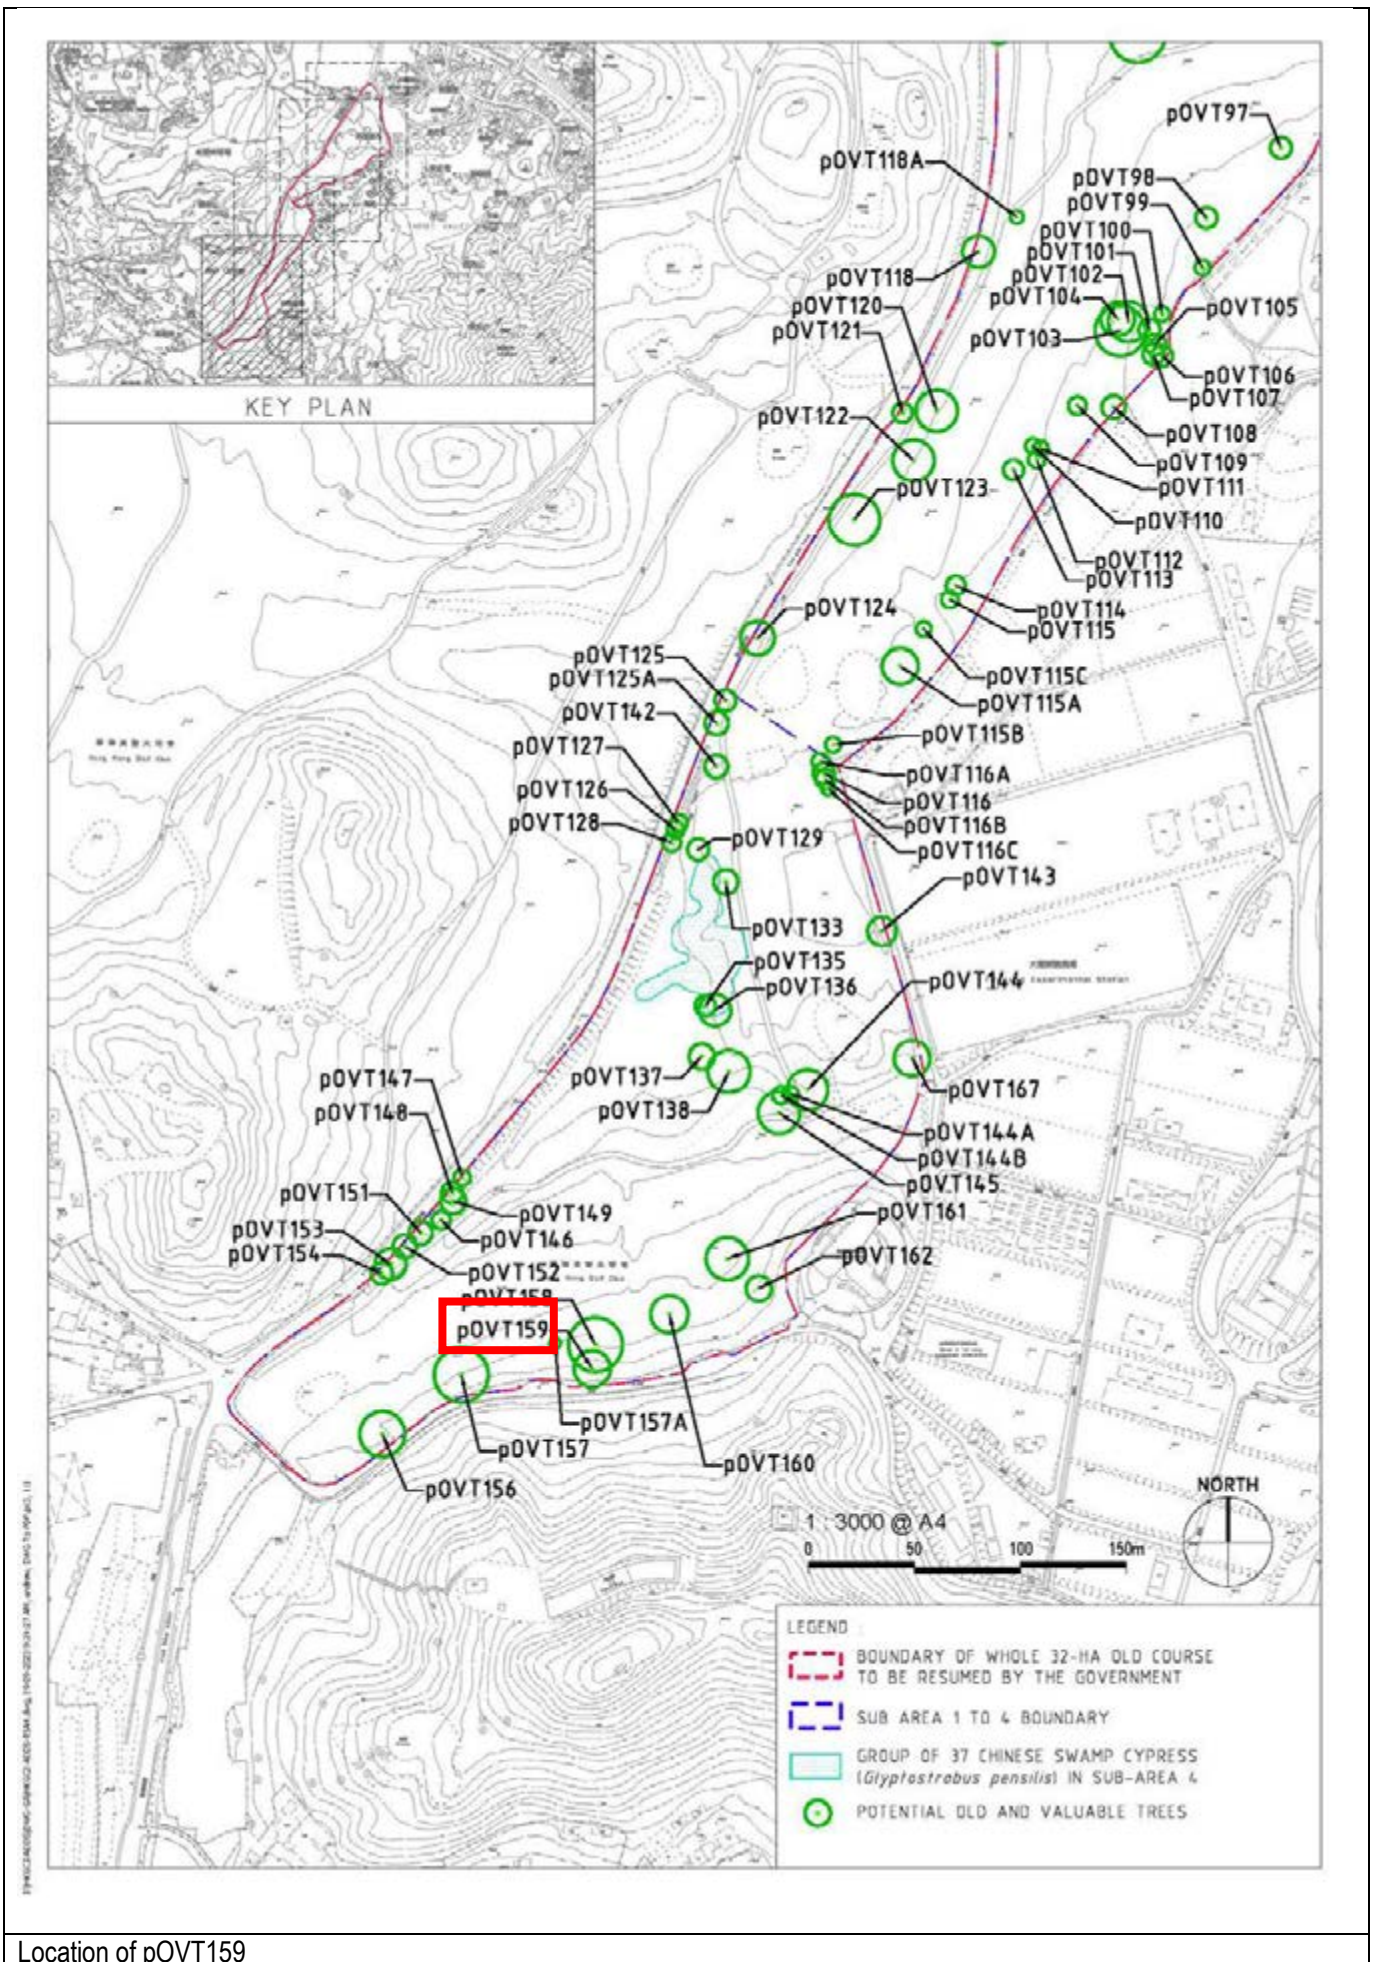 KEY PLAN
pOVT97
pOVT98
pOVT99
pOVT100
pOVT101
pOVT102
pOVT104
pOVT103
pOVT105
pOVT106
pOVT107
pOVT108
pOVT109
pOVT111
pOVT110
pOVT112
pOVT113
pOVT118A
pOVT118
pOVT120
pOVT121
pOVT122
pOVT123
pOVT124
pOVT114
pOVT115
pOVT115C
pOVT115A
pOVT125
pOVT125A
pOVT142
pOVT127
pOVT126
pOVT128
pOVT115B
pOVT116A
pOVT116
pOVT116B
pOVT116C
pOVT129
pOVT143
pOVT133
pOVT135
pOVT136
pOVT144
pOVT137
pOVT138
pOVT167
pOVT144A
pOVT144B
pOVT145
pOVT147
pOVT148
pOVT151
pOVT149
pOVT153
pOVT146
pOVT154
pOVT152
pOVT161
pOVT162
pOVT158
pOVT159
pOVT157A
pOVT157
pOVT160
pOVT156
NORTH
1 : 3000 @ A4
0 50 100 150m
LEGEND :
BOUNDARY OF WHOLE 32-HA OLD COURSE
TO BE RESUMED BY THE GOVERNMENT
SUB AREA 1 TO 4 BOUNDARY
GROUP OF 37 CHINESE SWAMP CYPRESS
(Glyptostrobus pensilis) IN SUB-AREA 4
POTENTIAL OLD AND VALUABLE TREES
Location of pOVT159